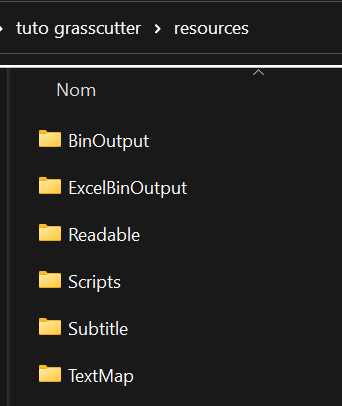 tuto grasscutter > resources
Nom
BinOutput
ExcelBinOutput
Readable
Scripts
Subtitle
TextMap